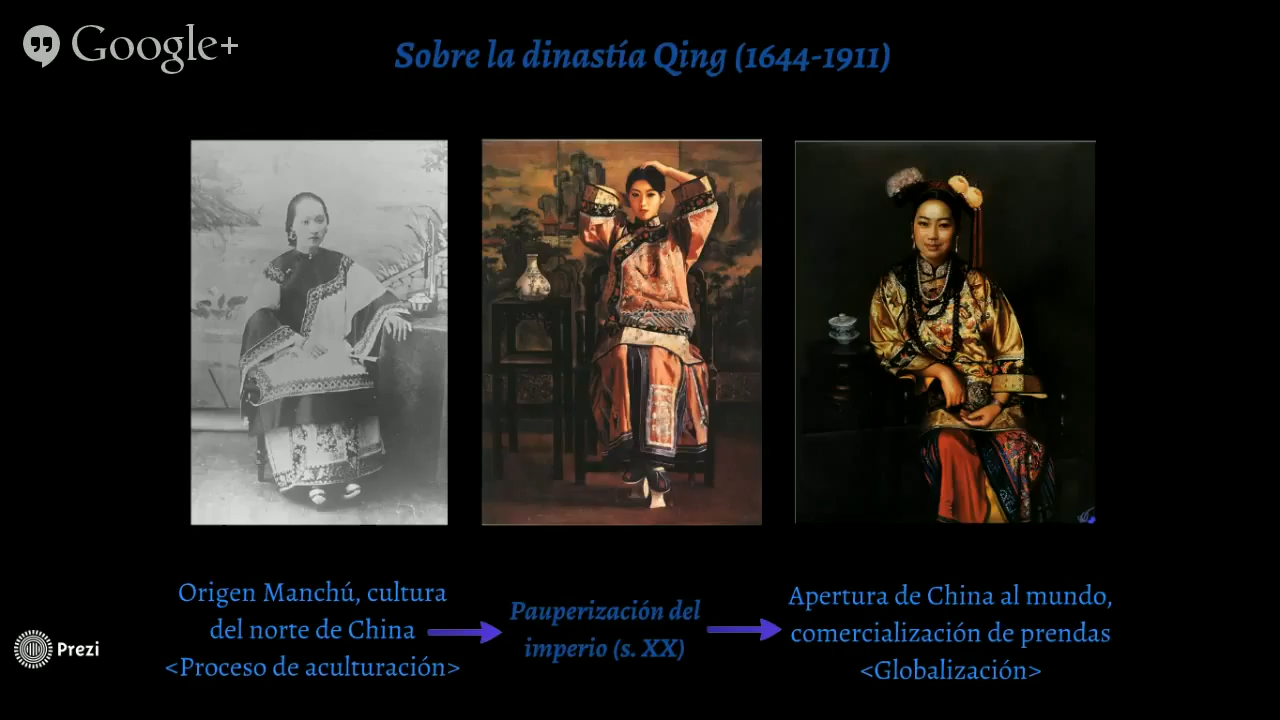 Google+
Sobre la dinastía Qing (1644-1911)
Origen Manchú, cultura
del norte de China
<Proceso de aculturación>
Pauperización del
imperio (s. XX)
Apertura de China al mundo,
comercialización de prendas
<Globalización>
Prezi